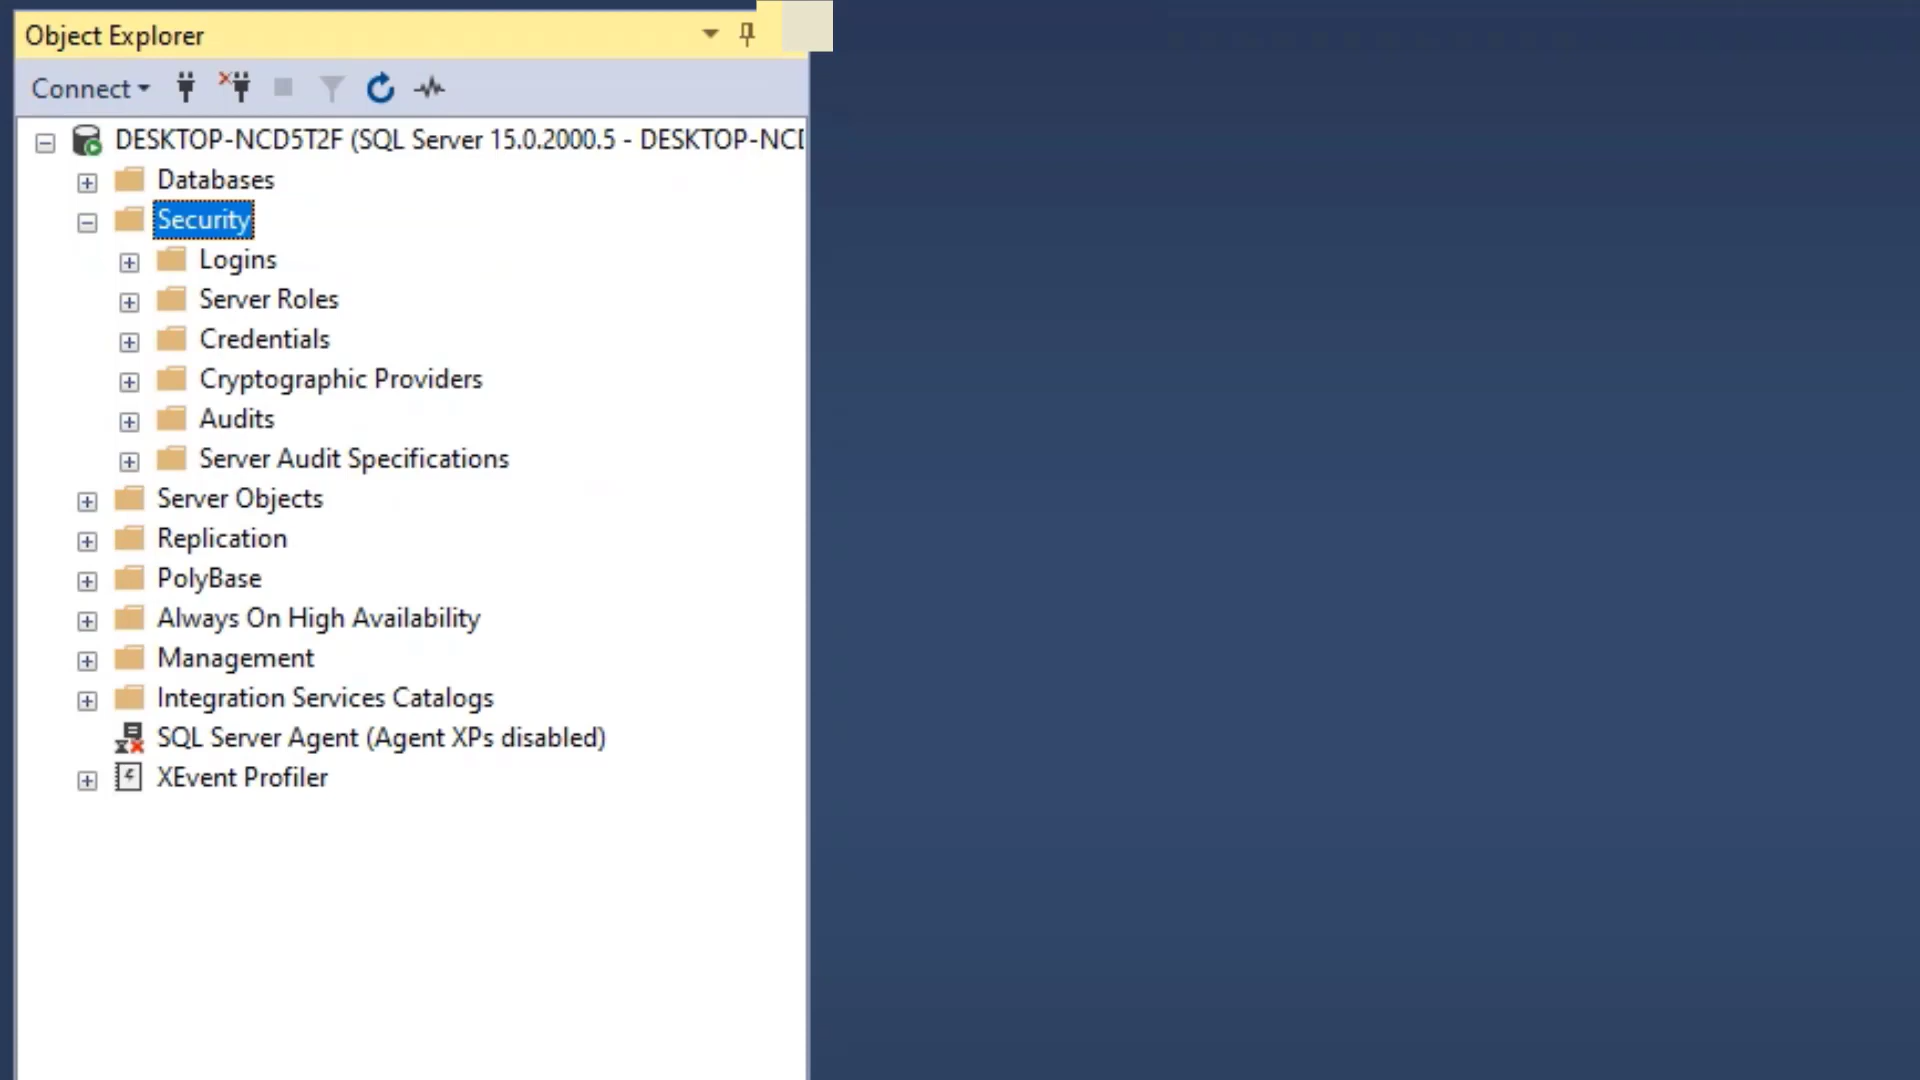 Object Explorer
Connect
DESKTOP-NCD5T2F (SQL Server 15.0.2000.5 - DESKTOP-NCD
Databases
Security
Logins
Server Roles
Credentials
Cryptographic Providers
Audits
Server Audit Specifications
Server Objects
Replication
PolyBase
Always On High Availability
Management
Integration Services Catalogs
SQL Server Agent (Agent XPs disabled)
XEvent Profiler